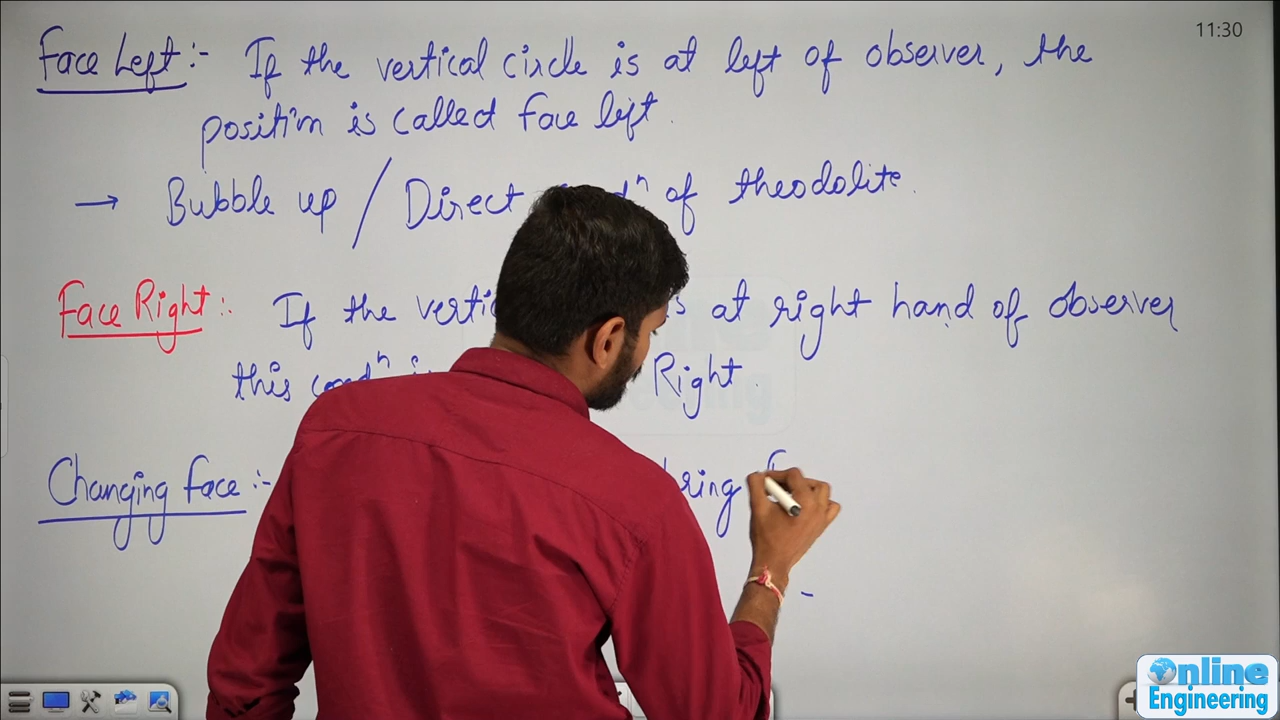 11:30
Face Left :- If the vertical circle is at left of observer, the
position is called face left.
→ Bubble up / Direct of theodolite.
Face Right :- If the at right hand of observer
this Right.
Changing face :-
Online
Engineering